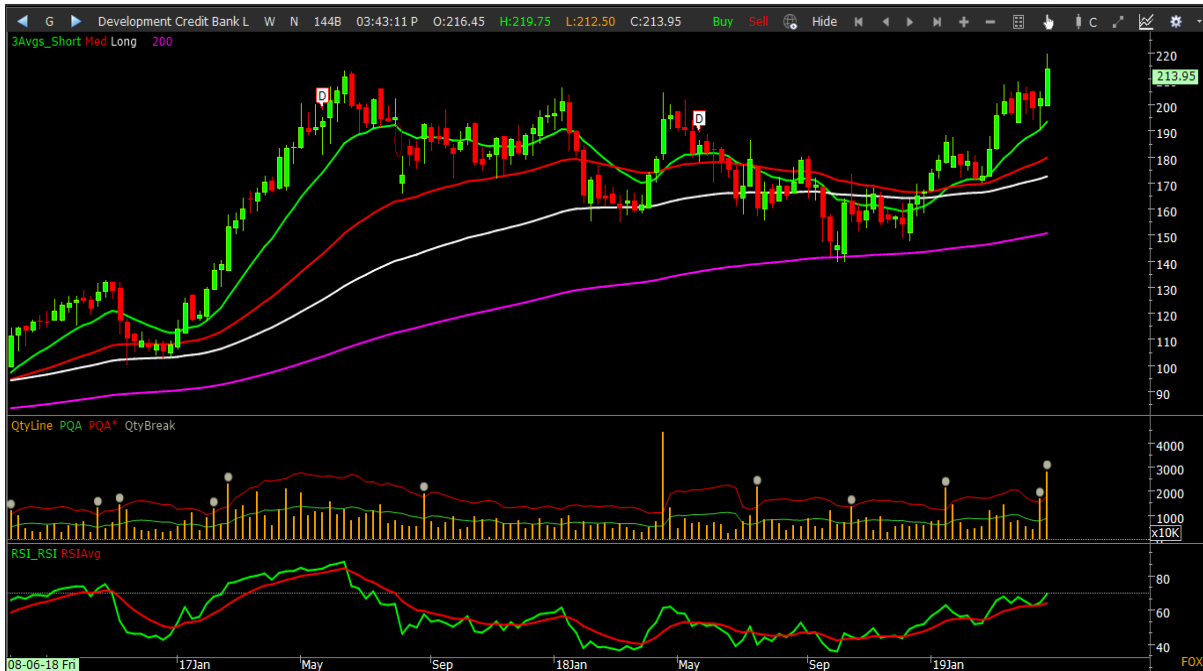 G Development Credit Bank L W N 144B 03:43:11 P O:216.45 H:219.75 L:212.50 C:213.95 Buy Sell Hide C
3Avgs_Short Med Long 200
D
D
220
213.95
200
190
180
170
160
150
140
130
120
110
100
90
QtyLine PQA PQA* QtyBreak
4000
3000
2000
1000
x10K
RSI_RSI RSIAvg
80
60
40
08-06-18 Fri 17Jan May Sep 18Jan May Sep 19Jan FOX